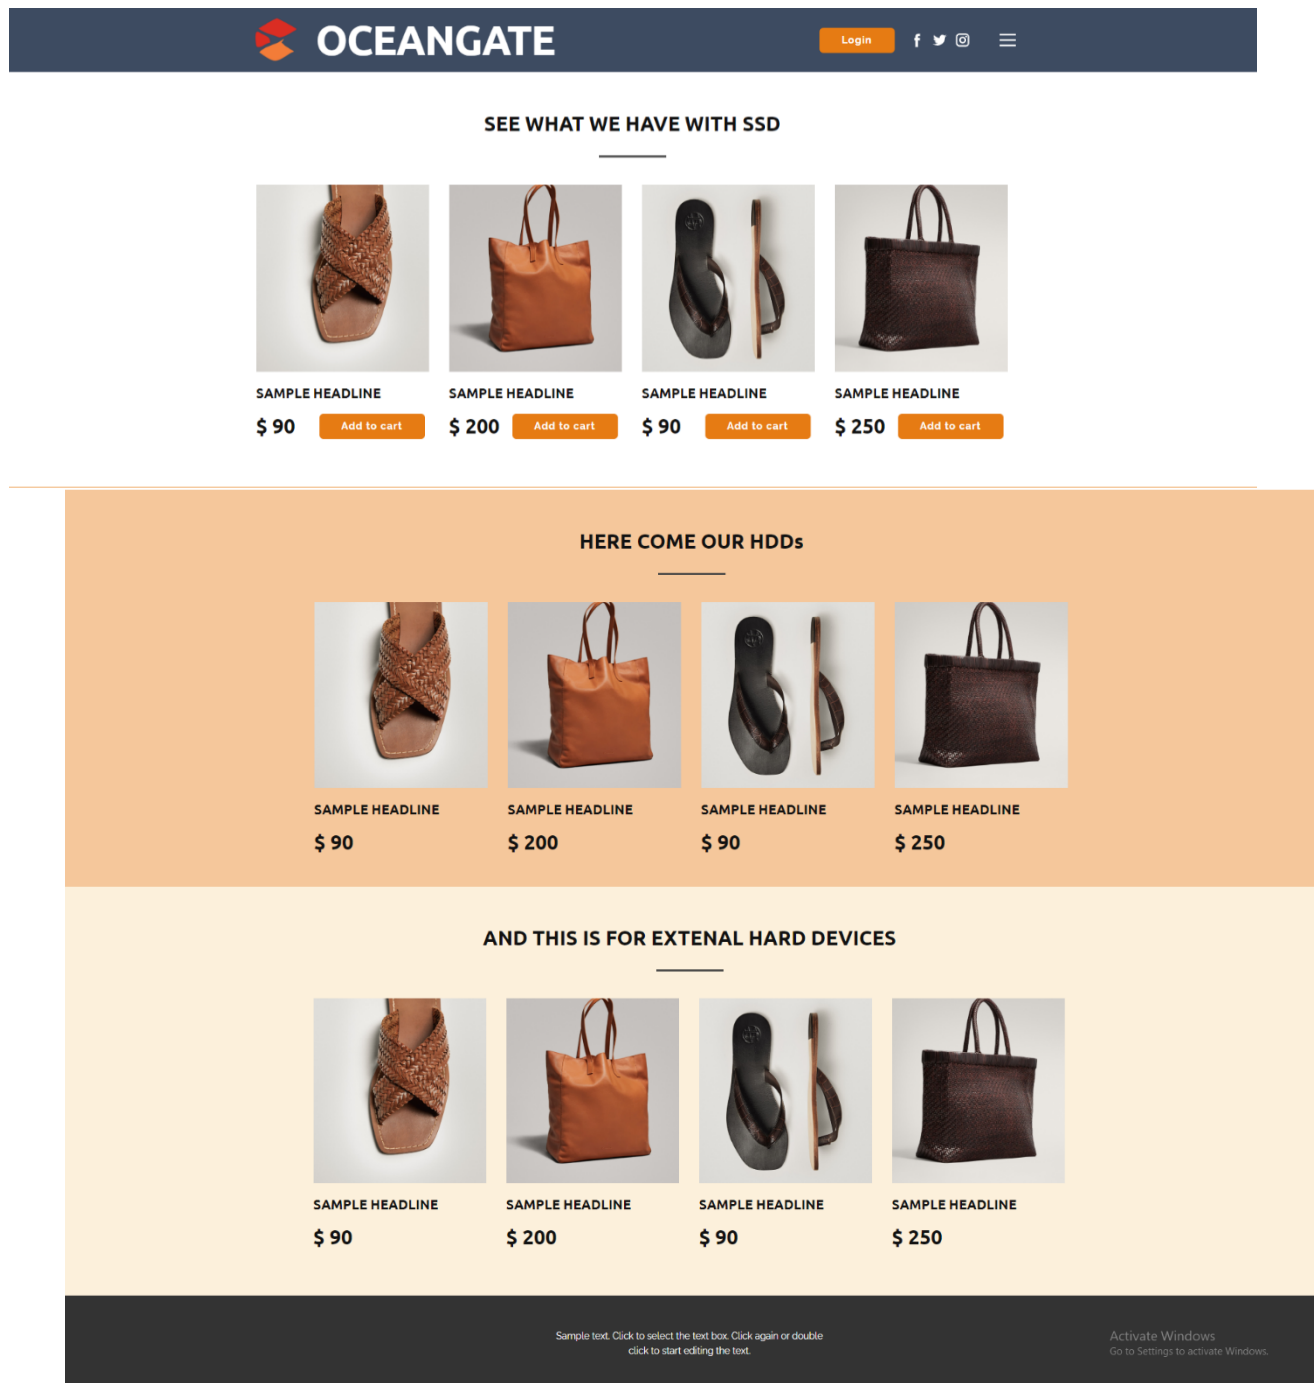 OCEANGATE
Login
SEE WHAT WE HAVE WITH SSD
SAMPLE HEADLINE SAMPLE HEADLINE SAMPLE HEADLINE SAMPLE HEADLINE
$ 90 Add to cart $ 200 Add to cart $ 90 Add to cart $ 250 Add to cart
HERE COME OUR HDDs
SAMPLE HEADLINE SAMPLE HEADLINE SAMPLE HEADLINE SAMPLE HEADLINE
$ 90 $ 200 $ 90 $ 250
AND THIS IS FOR EXTENAL HARD DEVICES
SAMPLE HEADLINE SAMPLE HEADLINE SAMPLE HEADLINE SAMPLE HEADLINE
$ 90 $ 200 $ 90 $ 250
Sample text. Click to select the text box. Click again or double
click to start editing the text.
Activate Windows
Go to Settings to activate Windows.